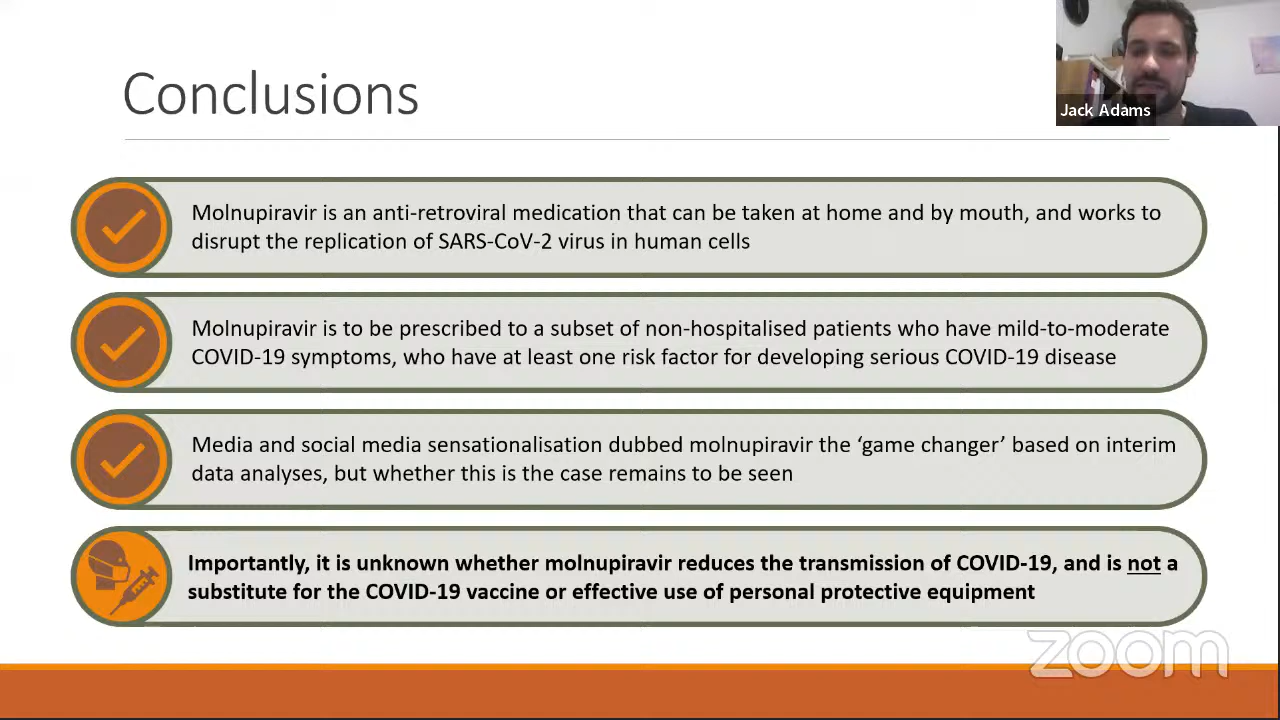 Conclusions
Jack Adams
Molnupiravir is an anti-retroviral medication that can be taken at home and by mouth, and works to
disrupt the replication of SARS-CoV-2 virus in human cells
Molnupiravir is to be prescribed to a subset of non-hospitalised patients who have mild-to-moderate
COVID-19 symptoms, who have at least one risk factor for developing serious COVID-19 disease
Media and social media sensationalisation dubbed molnupiravir the ‘game changer’ based on interim
data analyses, but whether this is the case remains to be seen
Importantly, it is unknown whether molnupiravir reduces the transmission of COVID-19, and is not a
substitute for the COVID-19 vaccine or effective use of personal protective equipment
zoom